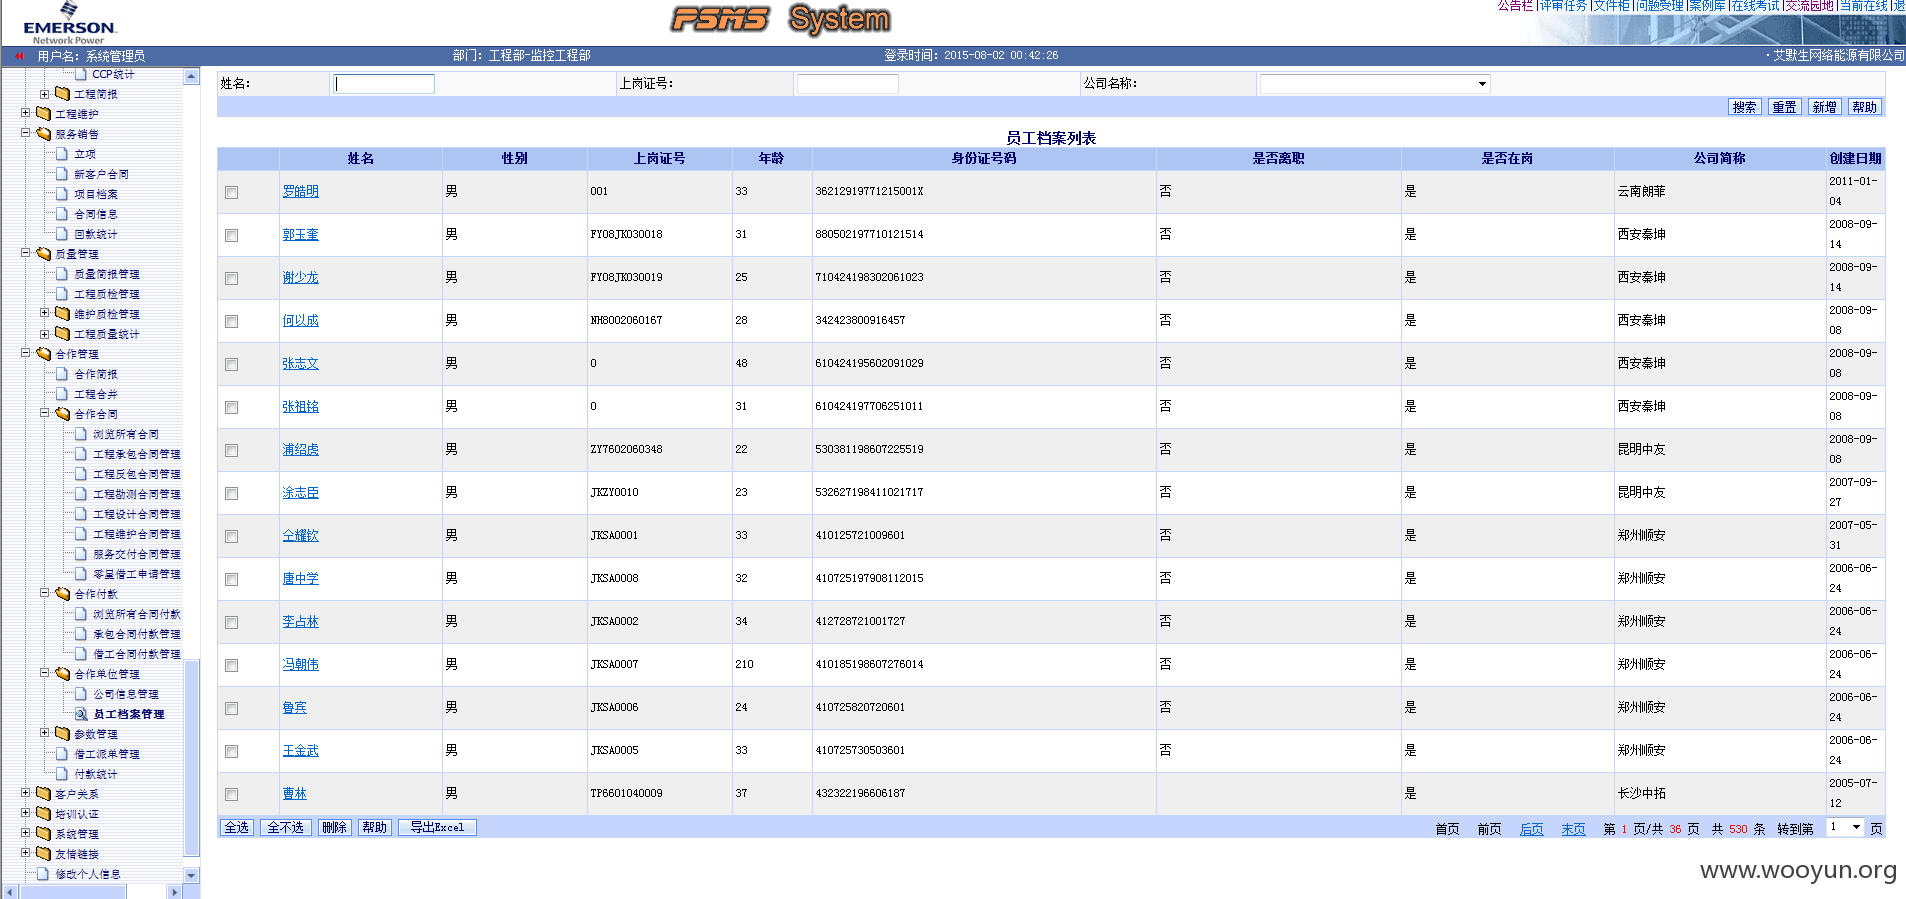 EMERSON
Network Power
PSMS System
公告栏|评审任务|文件柜|问题受理|案例库|在线考试|交流园地|当前在线|退
用户名: 系统管理员 部门: 工程部-监控工程部 登录时间: 2015-08-02 00:42:26 ·艾默生网络能源有限公司
CCP统计
工程简报
工程维护
服务销售
立项
新客户合同
项目档案
合同信息
回款统计
质量管理
质量简报管理
工程质检管理
维护质检管理
工程质量统计
合作管理
合作简报
工程合并
合作合同
浏览所有合同
工程承包合同管理
工程反包合同管理
工程勘测合同管理
工程设计合同管理
工程维护合同管理
服务交付合同管理
零星借工申请管理
合作付款
浏览所有合同付款
承包合同付款管理
借工合同付款管理
合作单位管理
公司信息管理
员工档案管理
参数管理
借工派单管理
付款统计
客户关系
培训认证
系统管理
友情链接
修改个人信息
姓名: 上岗证号: 公司名称:
搜索 重置 新增 帮助
员工档案列表
姓名 性别 上岗证号 年龄 身份证号码 是否离职 是否在岗 公司简称 创建日期
罗皓明 男 001 33 36212919771215001X 否 是 云南朗菲 2011-01-04
郭玉奎 男 FY08JK030018 31 880502197710121514 否 是 西安秦坤 2008-09-14
谢少龙 男 FY08JK030019 25 710424198302061023 否 是 西安秦坤 2008-09-14
何以成 男 NH8002060167 28 342423800916457 否 是 西安秦坤 2008-09-08
张志文 男 0 48 610424195602091029 否 是 西安秦坤 2008-09-08
张祖铭 男 0 31 610424197706251011 否 是 西安秦坤 2008-09-08
浦绍虎 男 ZY7602060348 22 530381198607225519 否 是 昆明中友 2008-09-08
涂志臣 男 JKZY0010 23 532627198411021717 否 是 昆明中友 2007-09-27
仝耀钦 男 JKSA0001 33 410125721009601 否 是 郑州顺安 2007-05-31
唐中学 男 JKSA0008 32 410725197908112015 否 是 郑州顺安 2006-06-24
李占林 男 JKSA0002 34 412728721001727 否 是 郑州顺安 2006-06-24
冯朝伟 男 JKSA0007 210 410185198607276014 否 是 郑州顺安 2006-06-24
鲁宾 男 JKSA0006 24 410725820720601 否 是 郑州顺安 2006-06-24
王金武 男 JKSA0005 33 410725730503601 否 是 郑州顺安 2006-06-24
曹林 男 TP6601040009 37 432322196606187 是 长沙中拓 2005-07-12
全选 全不选 删除 帮助 导出Excel 首页 前页 后页 末页 第 1 页/共 36 页 共 530 条 转到第 1 页
www.wooyun.org